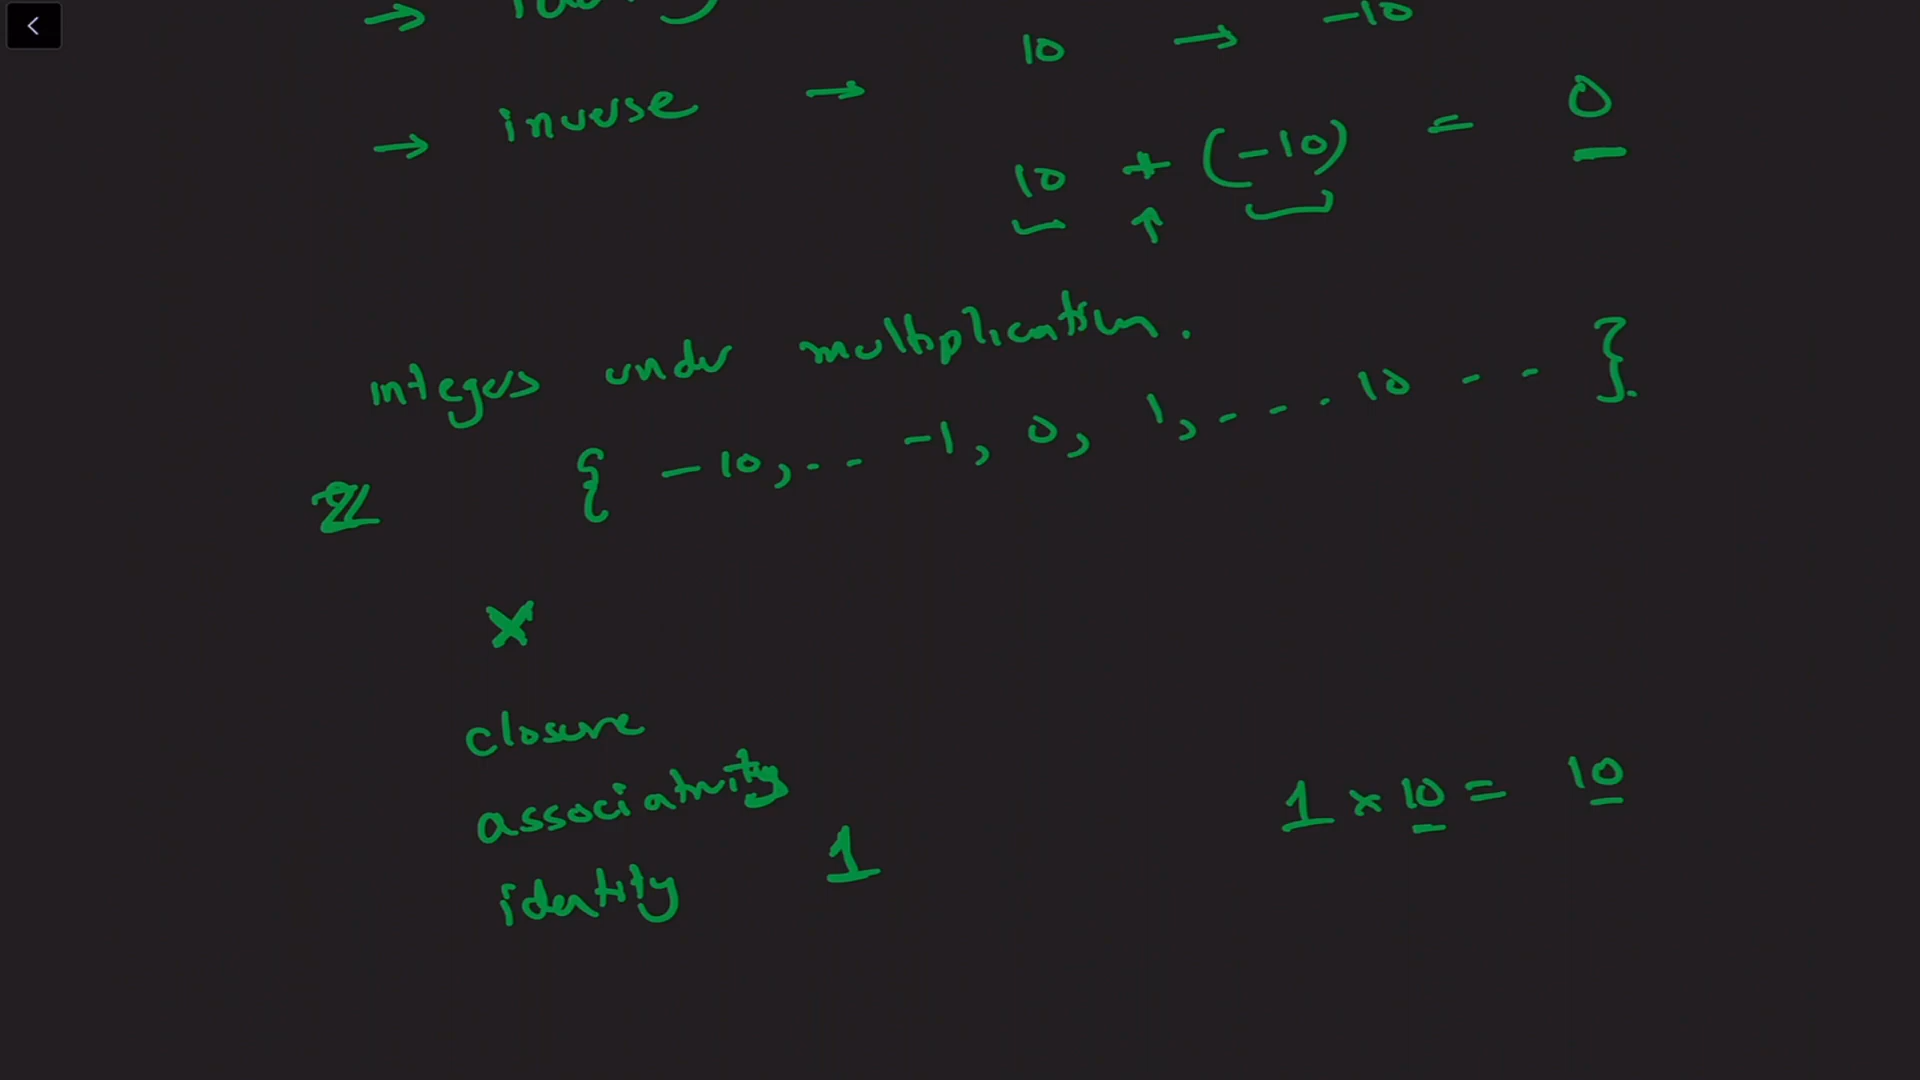 →
10 → -10
→ inverse →
10 + (-10) = 0
↑
integers under multiplication.
ℤ { -10, .. -1, 0, 1, .... 10 .. }.
×
closure
associativity
identity 1
1 × 10 = 10